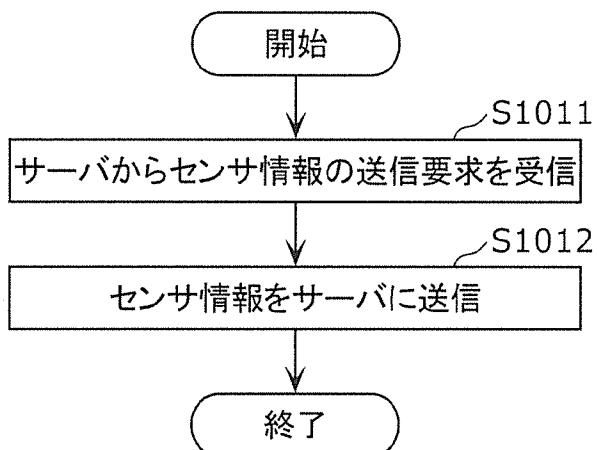 開始
S1011
サーバからセンサ情報の送信要求を受信
S1012
センサ情報をサーバに送信
終了